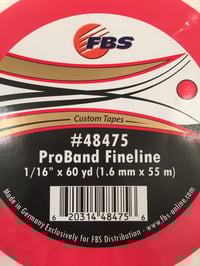 FBS
Custom Tapes
#48475
ProBand Fineline
1/16" x 60 yd (1.6 mm x 55 m)
6 20314 48475 6
Made in Germany Exclusively for FBS Distribution - www.fbs-online.com